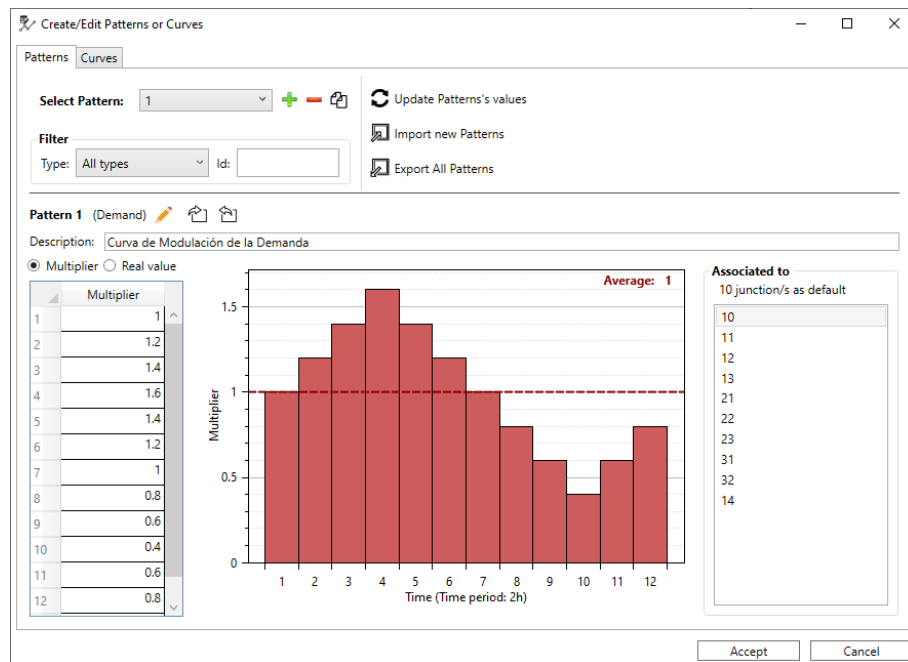 Create/Edit Patterns or Curves
Patterns Curves
Select Pattern: 1
Update Patterns's values
Import new Patterns
Export All Patterns
Filter
Type: All types Id:
Pattern 1 (Demand)
Description: Curva de Modulación de la Demanda
Multiplier Real value
Multiplier
1 1
2 1.2
3 1.4
4 1.6
5 1.4
6 1.2
7 1
8 0.8
9 0.6
10 0.4
11 0.6
12 0.8
Average: 1
Multiplier
1.5
1
0.5
0
1 2 3 4 5 6 7 8 9 10 11 12
Time (Time period: 2h)
Associated to
10 junction/s as default
10
11
12
13
21
22
23
31
32
14
Accept Cancel